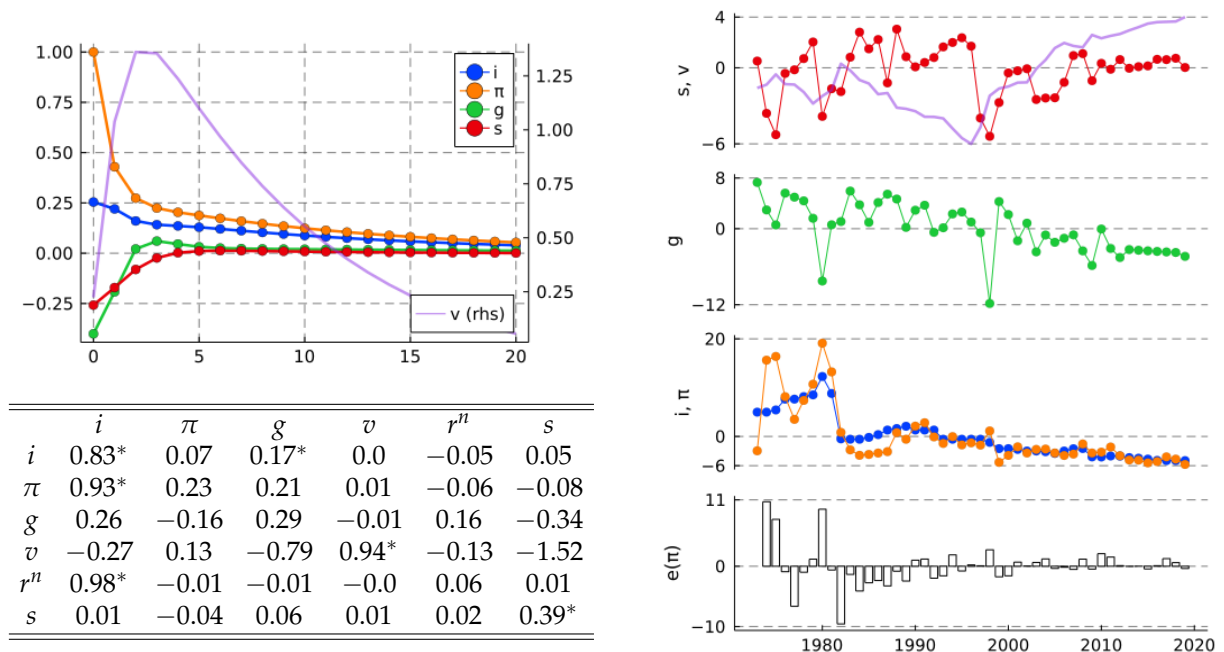 1.00
0.75
0.50
0.25
0.00
−0.25
0
5
10
15
20
1.25
1.00
0.75
0.50
0.25
i
π
g
s
v (rhs)
i π g v rⁿ s
i 0.83* 0.07 0.17* 0.0 −0.05 0.05
π 0.93* 0.23 0.21 0.01 −0.06 −0.08
g 0.26 −0.16 0.29 −0.01 0.16 −0.34
v −0.27 0.13 −0.79 0.94* −0.13 −1.52
rⁿ 0.98* −0.01 −0.01 −0.0 0.06 0.01
s 0.01 −0.04 0.06 0.01 0.02 0.39*
s, v
4
0
−6
g
8
0
−12
i, π
20
0
−6
e(π)
11
0
−10
1980
1990
2000
2010
2020